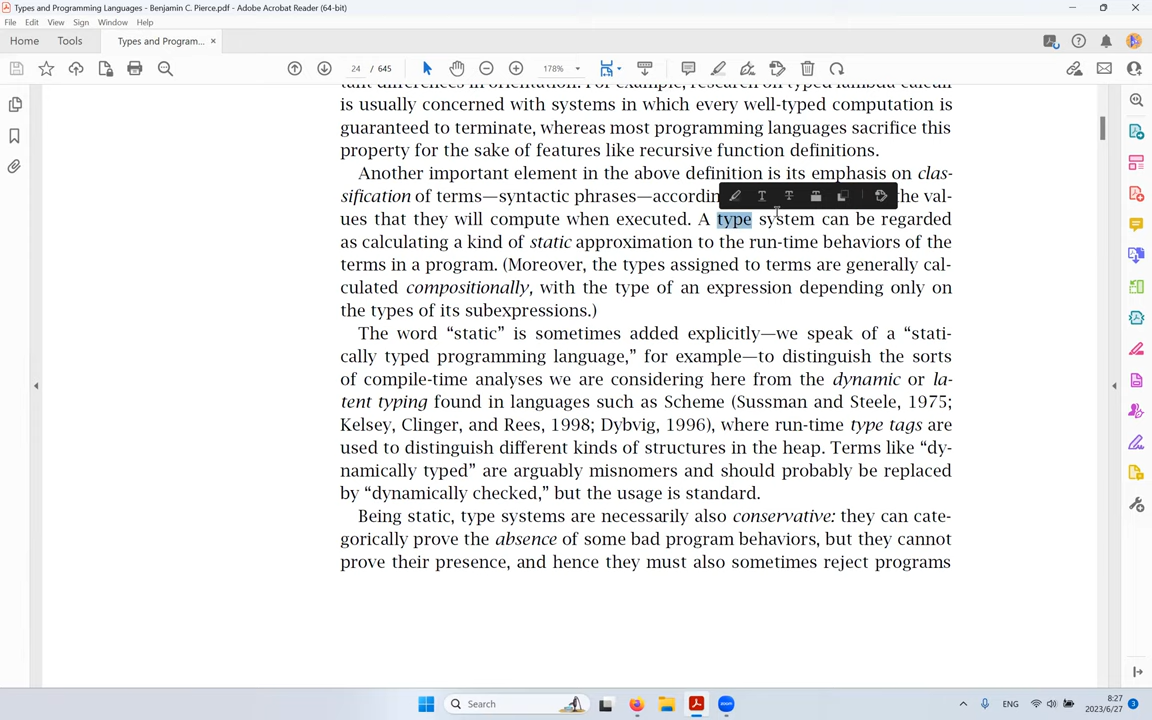 Types and Programming Languages - Benjamin C. Pierce.pdf - Adobe Acrobat Reader (64-bit)
File Edit View Sign Window Help
Home Tools Types and Program... ×
24 / 645 178%
is usually concerned with systems in which every well-typed computation is
guaranteed to terminate, whereas most programming languages sacrifice this
property for the sake of features like recursive function definitions.
Another important element in the above definition is its emphasis on clas-
sification of terms—syntactic phrases—according the val-
ues that they will compute when executed. A type system can be regarded
as calculating a kind of static approximation to the run-time behaviors of the
terms in a program. (Moreover, the types assigned to terms are generally cal-
culated compositionally, with the type of an expression depending only on
the types of its subexpressions.)
The word “static” is sometimes added explicitly—we speak of a “stati-
cally typed programming language,” for example—to distinguish the sorts
of compile-time analyses we are considering here from the dynamic or la-
tent typing found in languages such as Scheme (Sussman and Steele, 1975;
Kelsey, Clinger, and Rees, 1998; Dybvig, 1996), where run-time type tags are
used to distinguish different kinds of structures in the heap. Terms like “dy-
namically typed” are arguably misnomers and should probably be replaced
by “dynamically checked,” but the usage is standard.
Being static, type systems are necessarily also conservative: they can cate-
gorically prove the absence of some bad program behaviors, but they cannot
prove their presence, and hence they must also sometimes reject programs
Search
ENG
8:27
2023/6/27
3